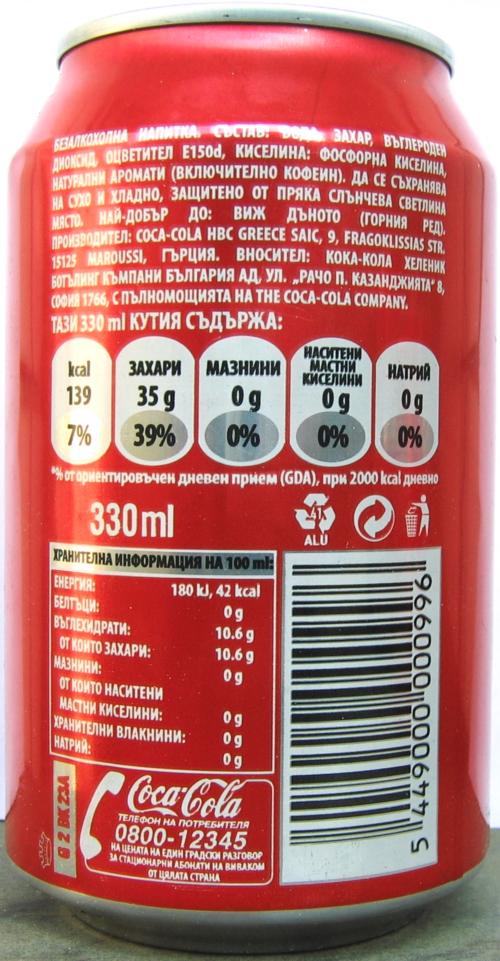 БЕЗАЛКОХОЛНА НАПИТКА. СЪСТАВ: ВОДА, ЗАХАР, ВЪГЛЕРОДЕН
ДИОКСИД, ОЦВЕТИТЕЛ E150d, КИСЕЛИНА: ФОСФОРНА КИСЕЛИНА,
НАТУРАЛНИ АРОМАТИ (ВКЛЮЧИТЕЛНО КОФЕИН). ДА СЕ СЪХРАНЯВА
НА СУХО И ХЛАДНО, ЗАЩИТЕНО ОТ ПРЯКА СЛЪНЧЕВА СВЕТЛИНА
МЯСТО. НАЙ-ДОБЪР ДО: ВИЖ ДЪНОТО (ГОРНИЯ РЕД).
ПРОИЗВОДИТЕЛ: COCA-COLA HBC GREECE SAIC, 9, FRAGOKLISSIAS STR.
15125 MAROUSSI, ГЪРЦИЯ. ВНОСИТЕЛ: КОКА-КОЛА ХЕЛЕНИК
БОТЪЛИНГ КЪМПАНИ БЪЛГАРИЯ АД, УЛ. „РАЧО П. КАЗАНДЖИЯТА" 8,
СОФИЯ 1766, С ПЪЛНОМОЩИЯТА НА THE COCA-COLA COMPANY.
ТАЗИ 330 ml КУТИЯ СЪДЪРЖА:
kcal 139 7%
ЗАХАРИ 35 g 39%
МАЗНИНИ 0 g 0%
НАСИТЕНИ МАСТНИ КИСЕЛИНИ 0 g 0%
НАТРИЙ 0 g 0%
*% от ориентировъчен дневен прием (GDA), при 2000 kcal дневно
330 ml
41
ALU
ХРАНИТЕЛНА ИНФОРМАЦИЯ НА 100 ml:
ЕНЕРГИЯ: 180 kJ, 42 kcal
БЕЛТЪЦИ: 0 g
ВЪГЛЕХИДРАТИ: 10.6 g
ОТ КОИТО ЗАХАРИ: 10.6 g
МАЗНИНИ: 0 g
ОТ КОИТО НАСИТЕНИ
МАСТНИ КИСЕЛИНИ: 0 g
ХРАНИТЕЛНИ ВЛАКНИНИ: 0 g
НАТРИЙ: 0 g
Coca-Cola
ТЕЛЕФОН НА ПОТРЕБИТЕЛЯ
0800-12345
НА ЦЕНАТА НА ЕДИН ГРАДСКИ РАЗГОВОР
ЗА СТАЦИОНАРНИ АБОНАТИ НА ВИВАКОМ
ОТ ЦЯЛАТА СТРАНА
5 449000 000996